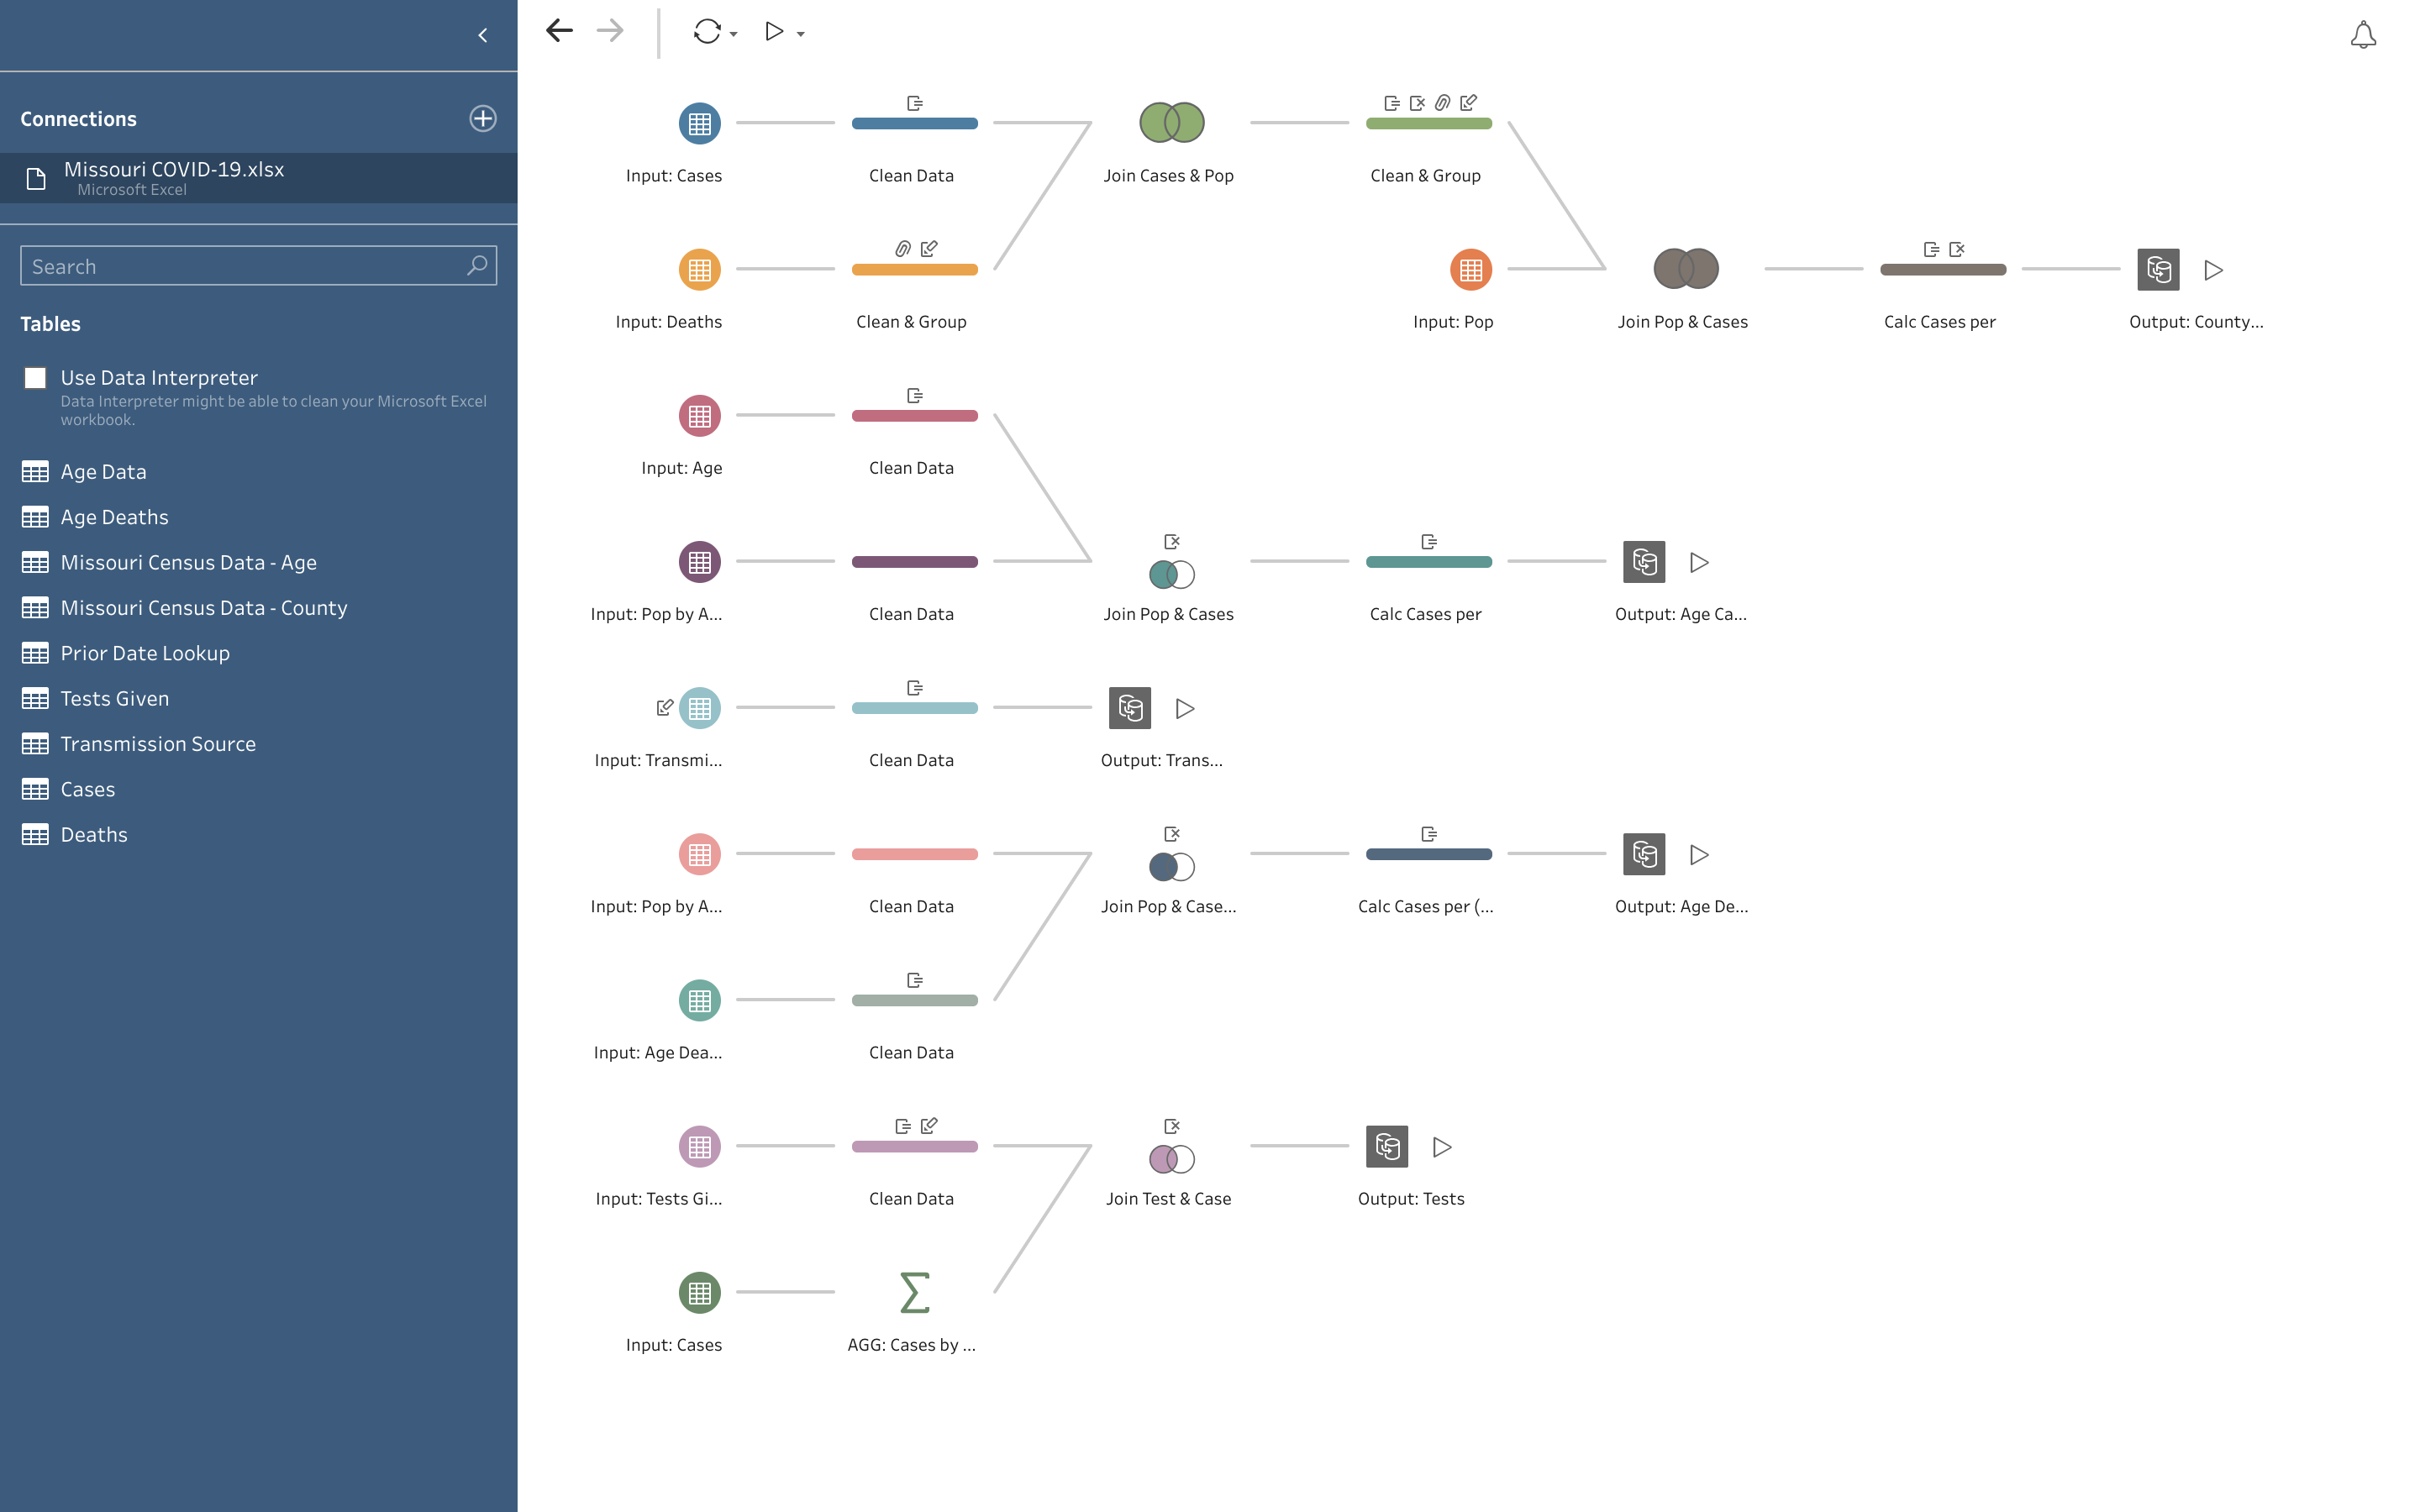 Connections
Missouri COVID-19.xlsx
Microsoft Excel
Search
Tables
Use Data Interpreter
Data Interpreter might be able to clean your Microsoft Excel
workbook.
Age Data
Age Deaths
Missouri Census Data - Age
Missouri Census Data - County
Prior Date Lookup
Tests Given
Transmission Source
Cases
Deaths
Input: Cases
Clean Data
Join Cases & Pop
Clean & Group
Input: Deaths
Clean & Group
Input: Pop
Join Pop & Cases
Calc Cases per
Output: County...
Input: Age
Clean Data
Input: Pop by A...
Clean Data
Join Pop & Cases
Calc Cases per
Output: Age Ca...
Input: Transmi...
Clean Data
Output: Trans...
Input: Pop by A...
Clean Data
Join Pop & Case...
Calc Cases per (...
Output: Age De...
Input: Age Dea...
Clean Data
Input: Tests Gi...
Clean Data
Join Test & Case
Output: Tests
Input: Cases
AGG: Cases by ...